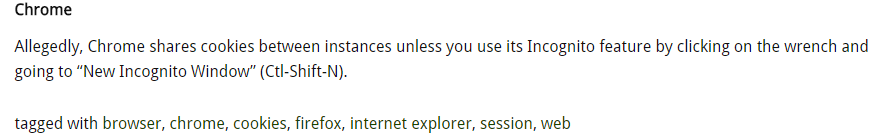 Chrome
Allegedly, Chrome shares cookies between instances unless you use its Incognito feature by clicking on the wrench and
going to “New Incognito Window” (Ctl-Shift-N).
tagged with browser, chrome, cookies, firefox, internet explorer, session, web